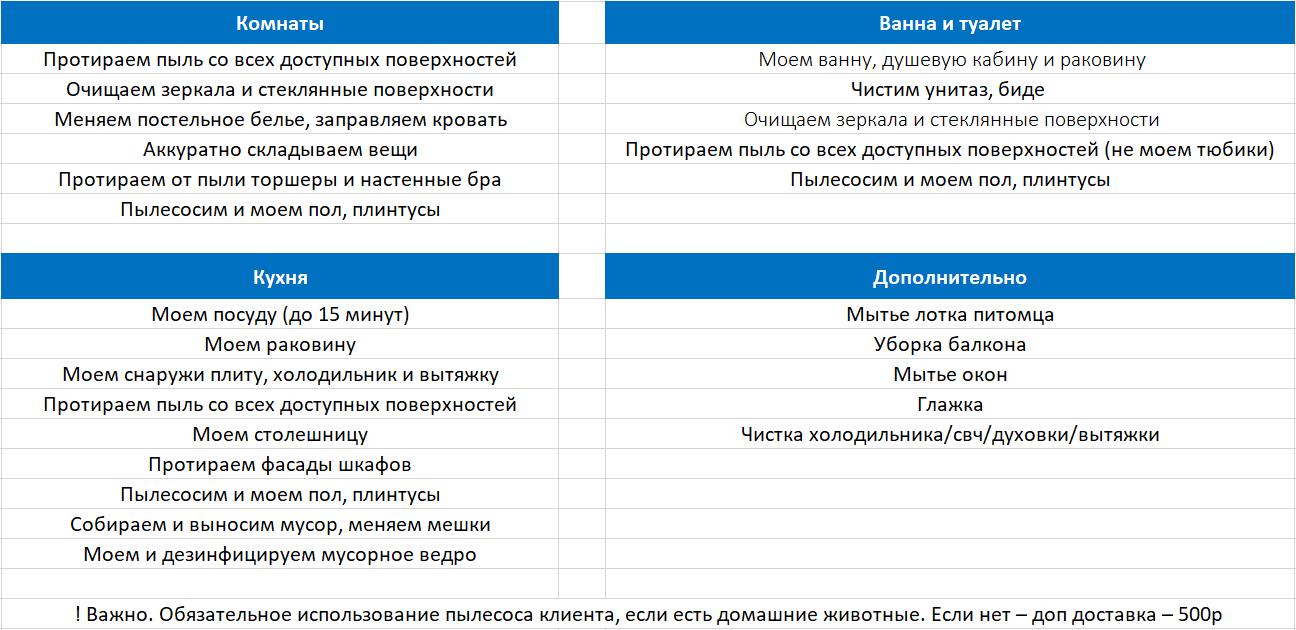 Комнаты
Протираем пыль со всех доступных поверхностей
Очищаем зеркала и стеклянные поверхности
Меняем постельное белье, заправляем кровать
Аккуратно складываем вещи
Протираем от пыли торшеры и настенные бра
Пылесосим и моем пол, плинтусы
Ванна и туалет
Моем ванну, душевую кабину и раковину
Чистим унитаз, биде
Очищаем зеркала и стеклянные поверхности
Протираем пыль со всех доступных поверхностей (не моем тюбики)
Пылесосим и моем пол, плинтусы
Кухня
Моем посуду (до 15 минут)
Моем раковину
Моем снаружи плиту, холодильник и вытяжку
Протираем пыль со всех доступных поверхностей
Моем столешницу
Протираем фасады шкафов
Пылесосим и моем пол, плинтусы
Собираем и выносим мусор, меняем мешки
Моем и дезинфицируем мусорное ведро
Дополнительно
Мытье лотка питомца
Уборка балкона
Мытье окон
Глажка
Чистка холодильника/свч/духовки/вытяжки
! Важно. Обязательное использование пылесоса клиента, если есть домашние животные. Если нет – доп доставка – 500р